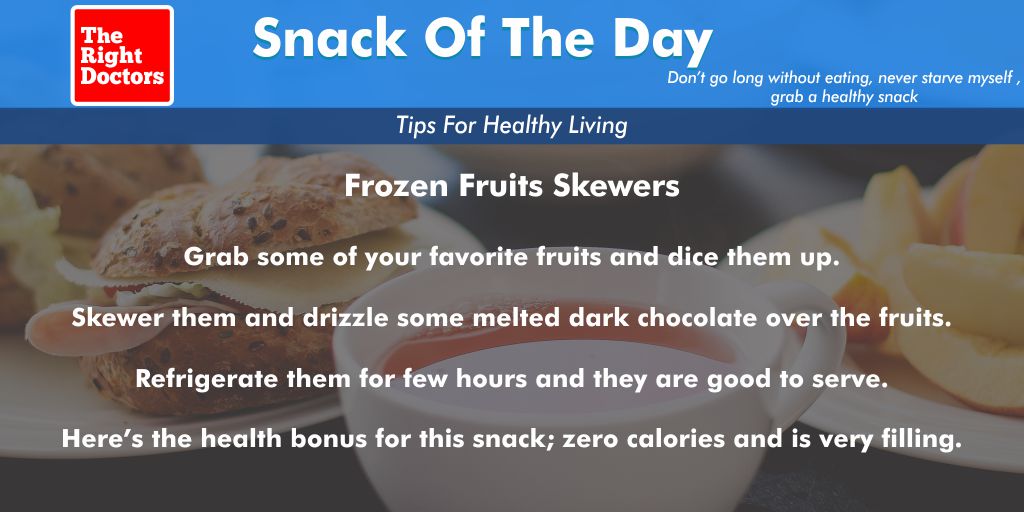 The
Right
Doctors
Snack Of The Day
Don't go long without eating, never starve myself ,
grab a healthy snack
Tips For Healthy Living
Frozen Fruits Skewers
Grab some of your favorite fruits and dice them up.
Skewer them and drizzle some melted dark chocolate over the fruits.
Refrigerate them for few hours and they are good to serve.
Here's the health bonus for this snack; zero calories and is very filling.